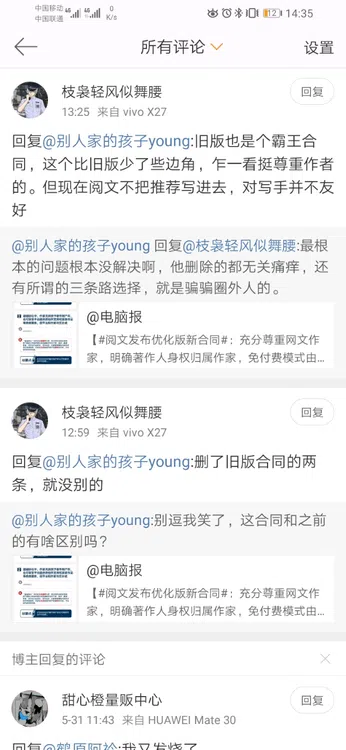 中国移动
中国联通
0
K/s
12
14:35
所有评论
设置
枝袅轻风似舞腰
13:25 来自 vivo X27
回复
回复@别人家的孩子young:旧版也是个霸王合
同，这个比旧版少了些边角，乍一看挺尊重作者
的。但现在阅文不把推荐写进去，对写手并不友
好
@别人家的孩子young 回复@枝袅轻风似舞腰:最根
本的问题根本没解决啊，他删除的都无关痛痒，还
有所谓的三条路选择，就是骗骗圈外人的。
@电脑报
【#阅文发布优化版新合同#：充分尊重网文作
家，明确著作人身权归属作家，免付费模式由...
枝袅轻风似舞腰
12:59 来自 vivo X27
回复
回复@别人家的孩子young:删了旧版合同的两
条，就没别的
@别人家的孩子young:别逗我笑了，这合同和之前
的有啥区别吗？
@电脑报
【#阅文发布优化版新合同#：充分尊重网文作
家，明确著作人身权归属作家，免付费模式由...
博主回复的评论
甜心橙量贩中心
5-31 11:43 来自 HUAWEI Mate 30
回复